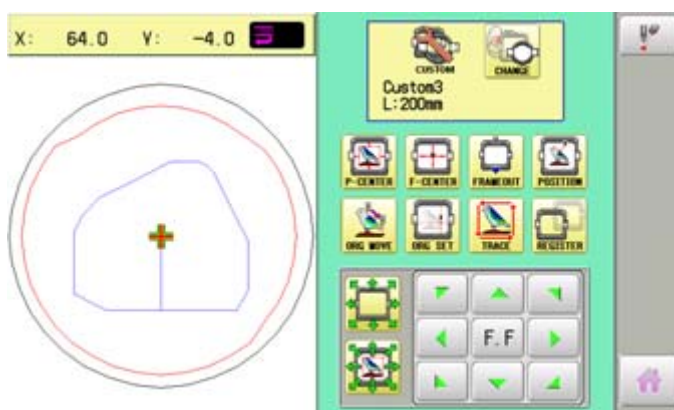 X: 64.0 Y: -4.0
CUSTOM CHANGE
Custom3
L:200mm
P-CENTER F-CENTER FRAMEOUT POSITION
ORG MOVE ORG SET TRACE REGISTER
F.F